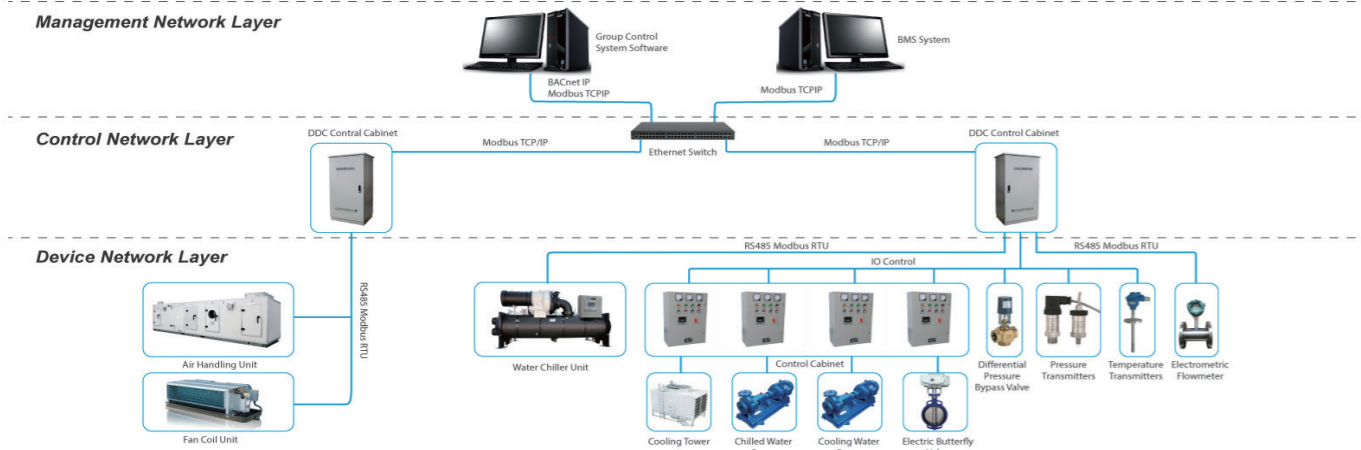 Management Network Layer
Group Control
System Software
BMS System
BACnet IP
Modbus TCPIP
Modbus TCPIP
Control Network Layer
DDC Contral Cabinet
Modbus TCP/IP
Ethernet Switch
Modbus TCP/IP
DDC Control Cabinet
Device Network Layer
RS485 Modbus RTU
RS485 Modbus RTU
RS485 Modbus RTU
IO Control
Air Handling Unit
Fan Coil Unit
Water Chiller Unit
Control Cabinet
Differential
Pressure
Bypass Valve
Pressure
Transmitters
Temperature
Transmitters
Electrometric
Flowmeter
Cooling Tower
Chilled Water
Cooling Water
Electric Butterfly